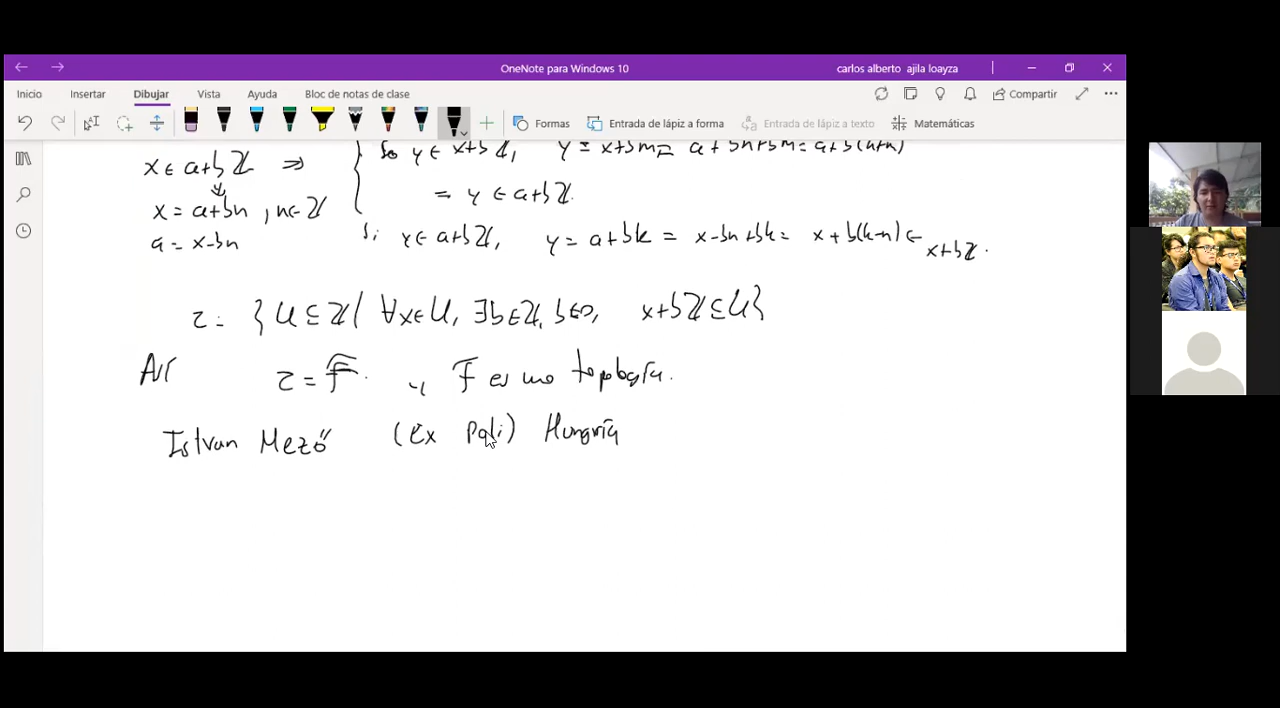 OneNote para Windows 10
carlos alberto ajila loayza
Inicio Insertar Dibujar Vista Ayuda Bloc de notas de clase
Compartir
Formas Entrada de lápiz a forma Entrada de lápiz a texto Matemáticas
x ∈ a+bℤ ⇒
y ∈ x+bℤ, y = x+bm =
= y ∈ a+bℤ.
x = a+bn, n∈ℤ
a = x-bn
Si y ∈ a+bℤ, y = a+bk = x-bn+bk = x+b(k-n) ∈ x+bℤ.
τ = { U ⊆ ℤ / ∀x∈U, ∃b∈ℤ, x+bℤ ⊆ U}
τ = F. y F es una topología.
Istvan Mező (Ex Poli) Hungría